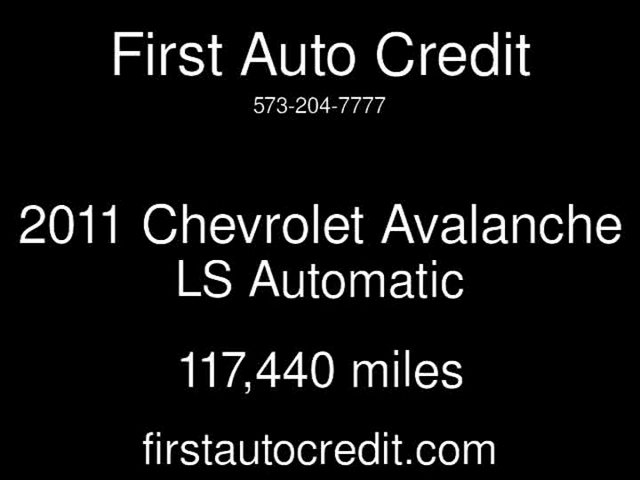 First Auto Credit
573-204-7777
2011 Chevrolet Avalanche
LS Automatic
117,440 miles
firstautocredit.com